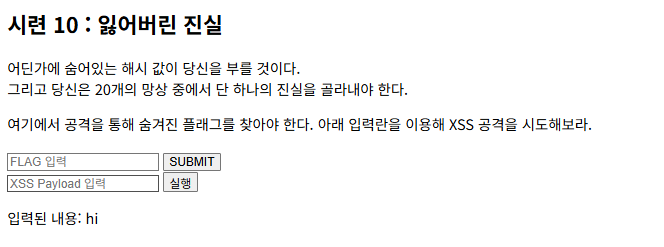 시련 10 : 잃어버린 진실
어딘가에 숨어있는 해시 값이 당신을 부를 것이다.
그리고 당신은 20개의 망상 중에서 단 하나의 진실을 골라내야 한다.
여기에서 공격을 통해 숨겨진 플래그를 찾아야 한다. 아래 입력란을 이용해 XSS 공격을 시도해보라.
FLAG 입력 SUBMIT
XSS Payload 입력 실행
입력된 내용: hi